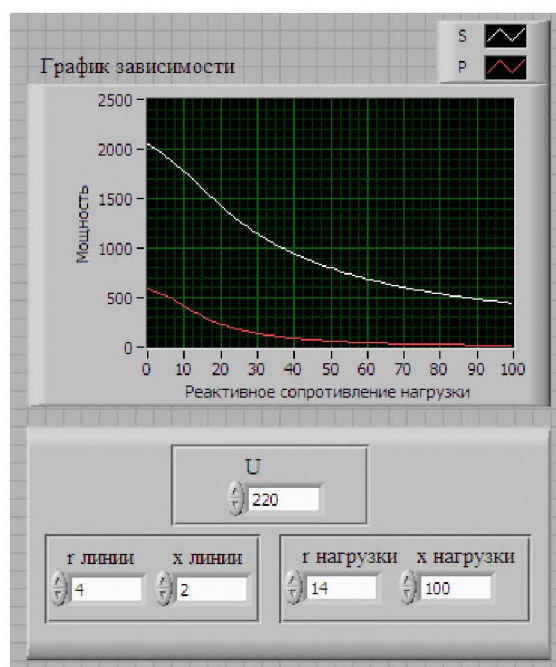 S
График зависимости P
2500
2000
1500
1000
500
0
Мощность
0 10 20 30 40 50 60 70 80 90 100
Реактивное сопротивление нагрузки
U
220
r линии x линии r нагрузки x нагрузки
4 2 14 100